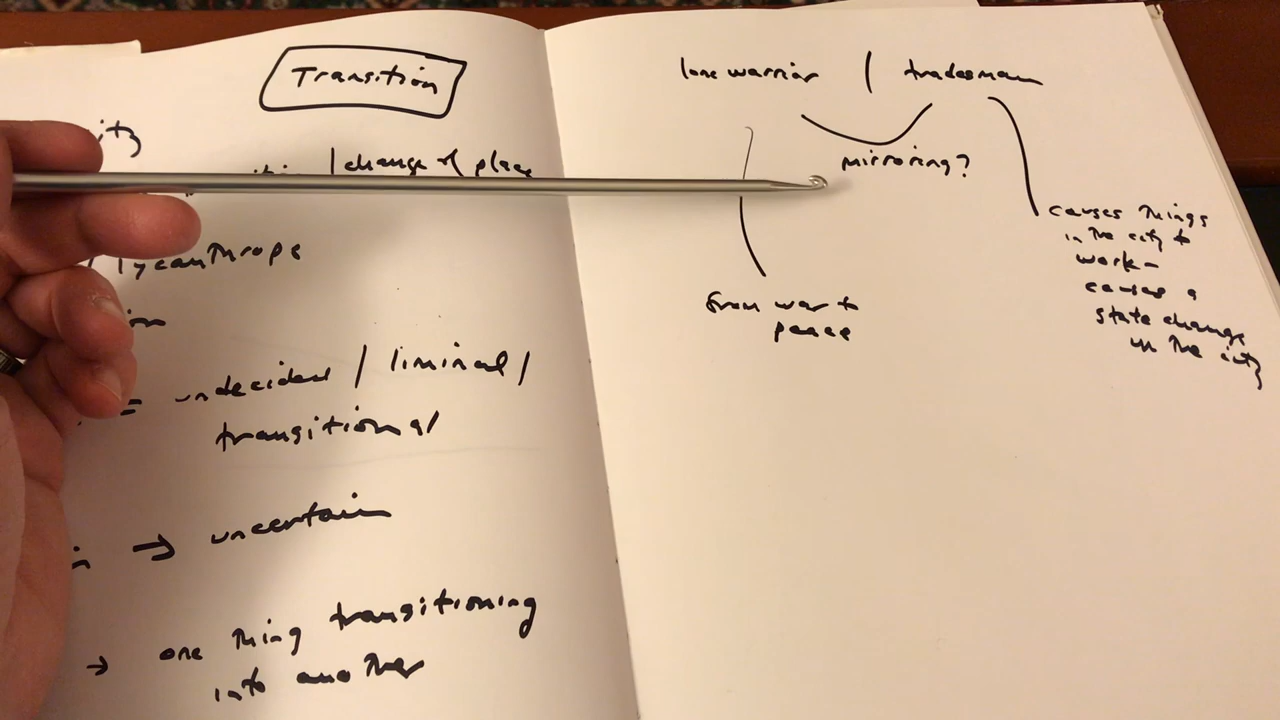 Transition
/ change of place
/ lycanthrope
= undecided / liminal /
transitional
→ uncertain
→ one thing transitioning
into another
lone warrior | tradesman
mirroring?
causes things
in the city to
work -
causes a
state change
in the city
from war to
peace